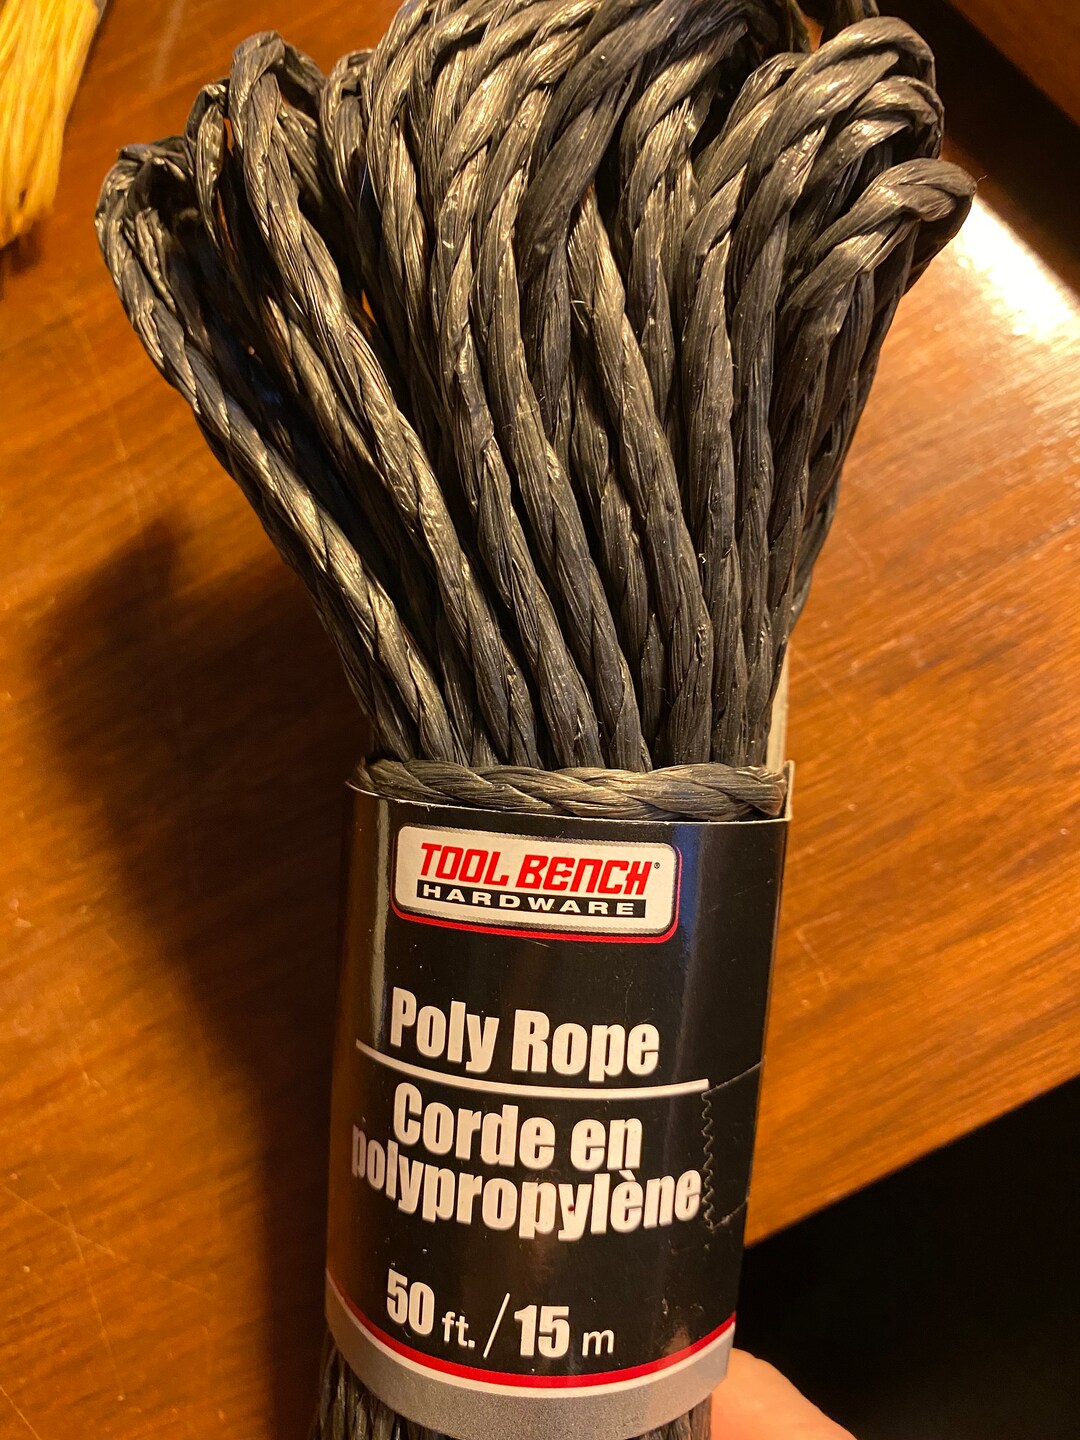 TOOL BENCH®
HARDWARE
Poly Rope
Corde en
polypropylène
50 ft. / 15 m